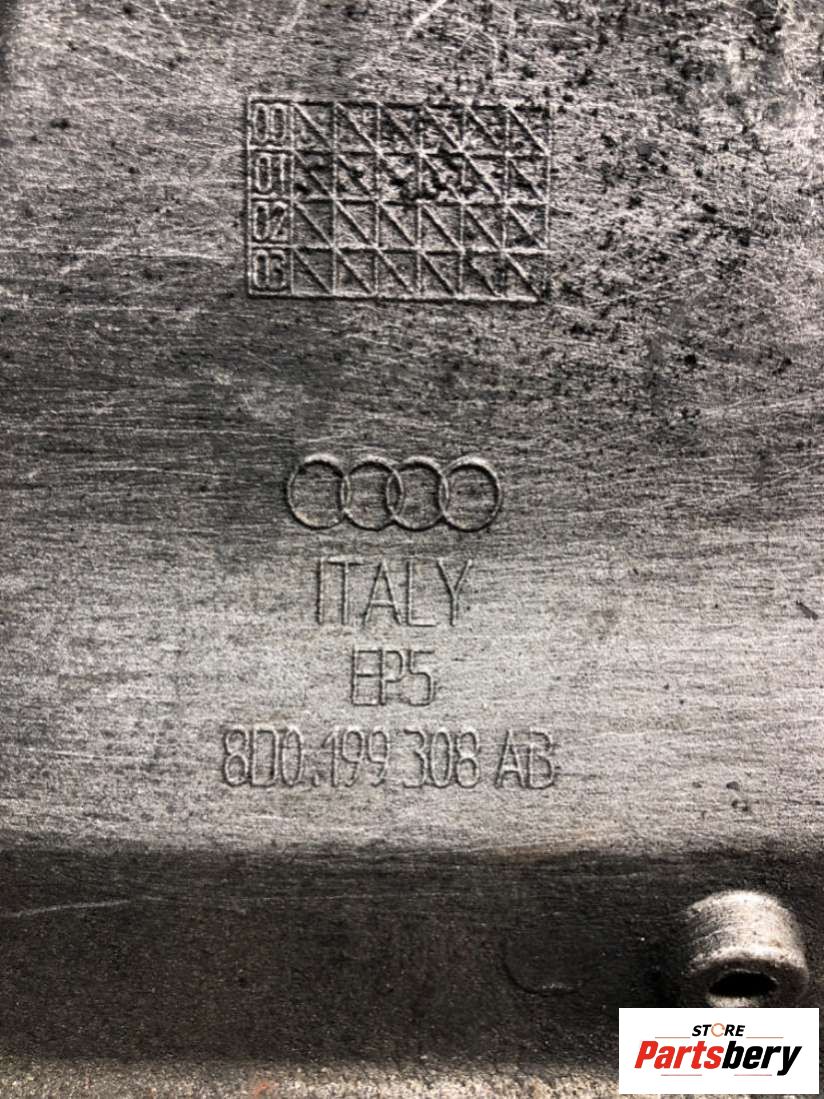 00
01
02
03
ITALY
EP5
8D0.199 308 AB
STORE
Partsbery